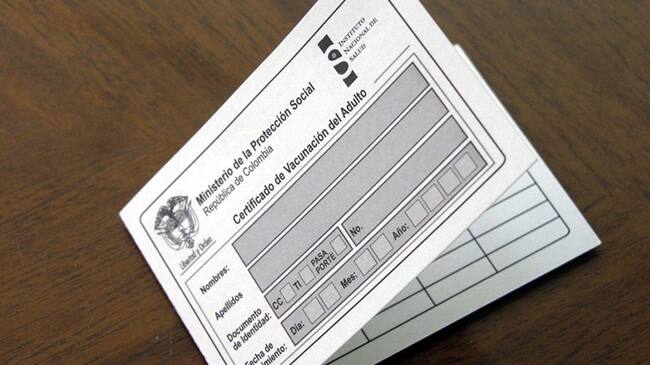 INSTITUTO
NACIONAL DE
SALUD
Ministerio de la Protección Social
República de Colombia
Libertad y Orden
Certificado de Vacunación del Adulto
Nombres:
Apellidos
Documento
de identidad:
CC
TI
PASA
PORTE
No.
Fecha de
Día:
Mes:
Año: